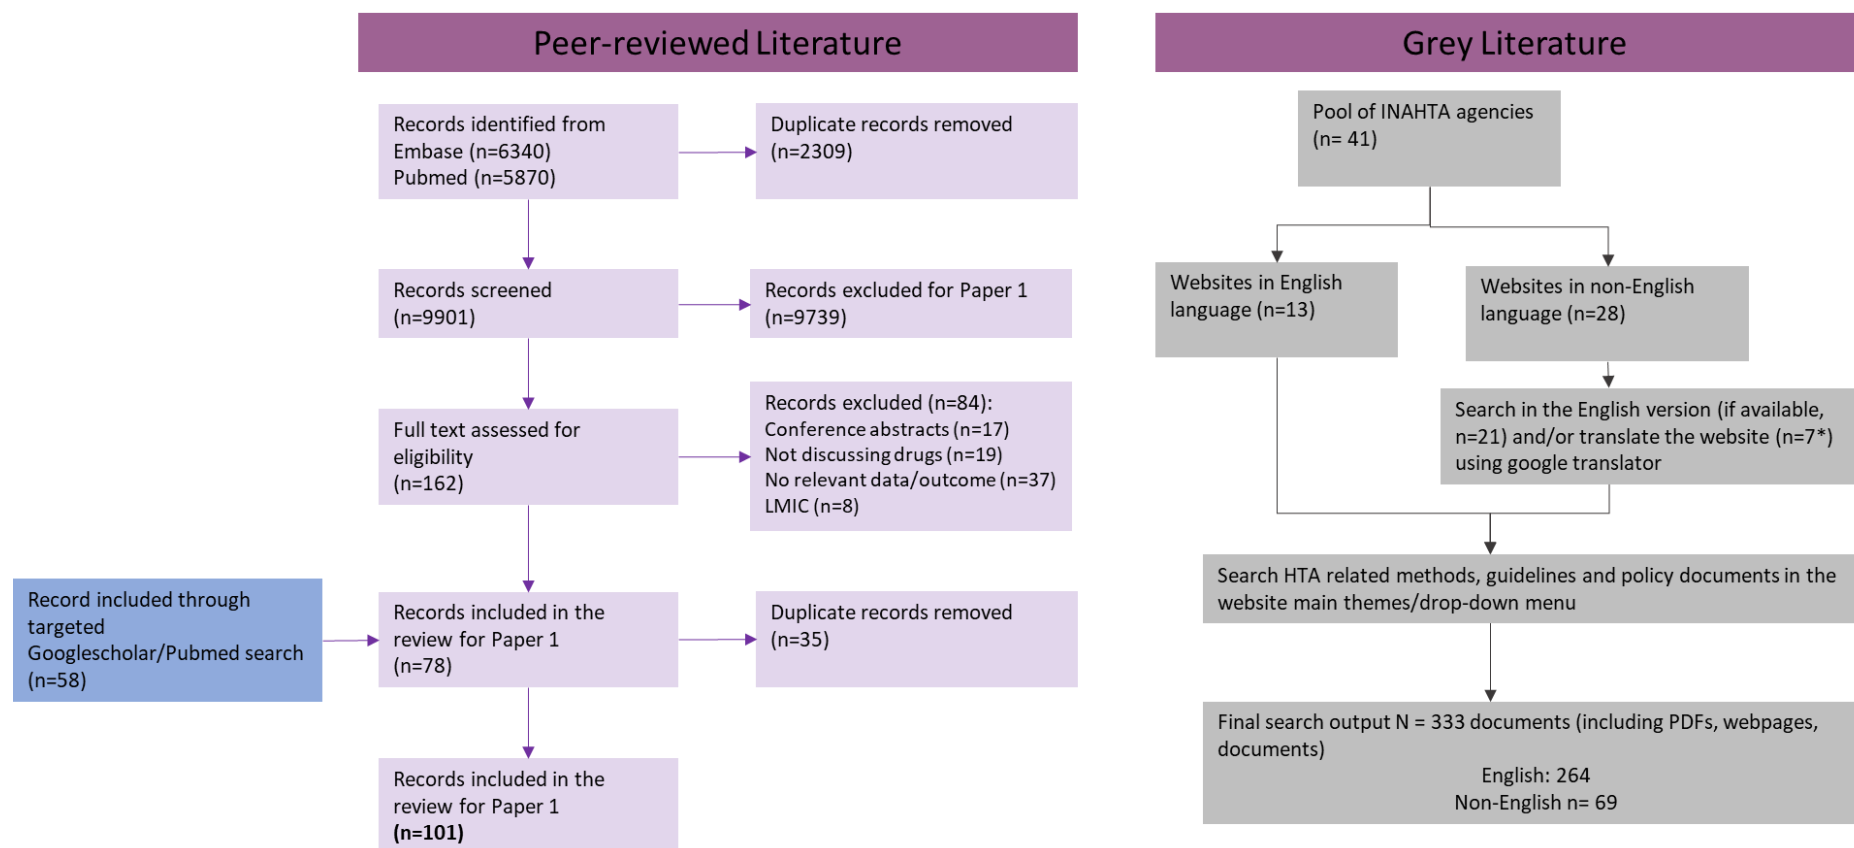 Peer-reviewed Literature
Records identified from
Embase (n=6340)
Pubmed (n=5870)
Duplicate records removed
(n=2309)
Records screened
(n=9901)
Records excluded for Paper 1
(n=9739)
Full text assessed for
eligibility
(n=162)
Records excluded (n=84):
Conference abstracts (n=17)
Not discussing drugs (n=19)
No relevant data/outcome (n=37)
LMIC (n=8)
Record included through
targeted
Googlescholar/Pubmed search
(n=58)
Records included in the
review for Paper 1
(n=78)
Duplicate records removed
(n=35)
Records included in the
review for Paper 1
(n=101)
Grey Literature
Pool of INAHTA agencies
(n= 41)
Websites in English
language (n=13)
Websites in non-English
language (n=28)
Search in the English version (if available,
n=21) and/or translate the website (n=7*)
using google translator
Search HTA related methods, guidelines and policy documents in the
website main themes/drop-down menu
Final search output N = 333 documents (including PDFs, webpages,
documents)
English: 264
Non-English n= 69